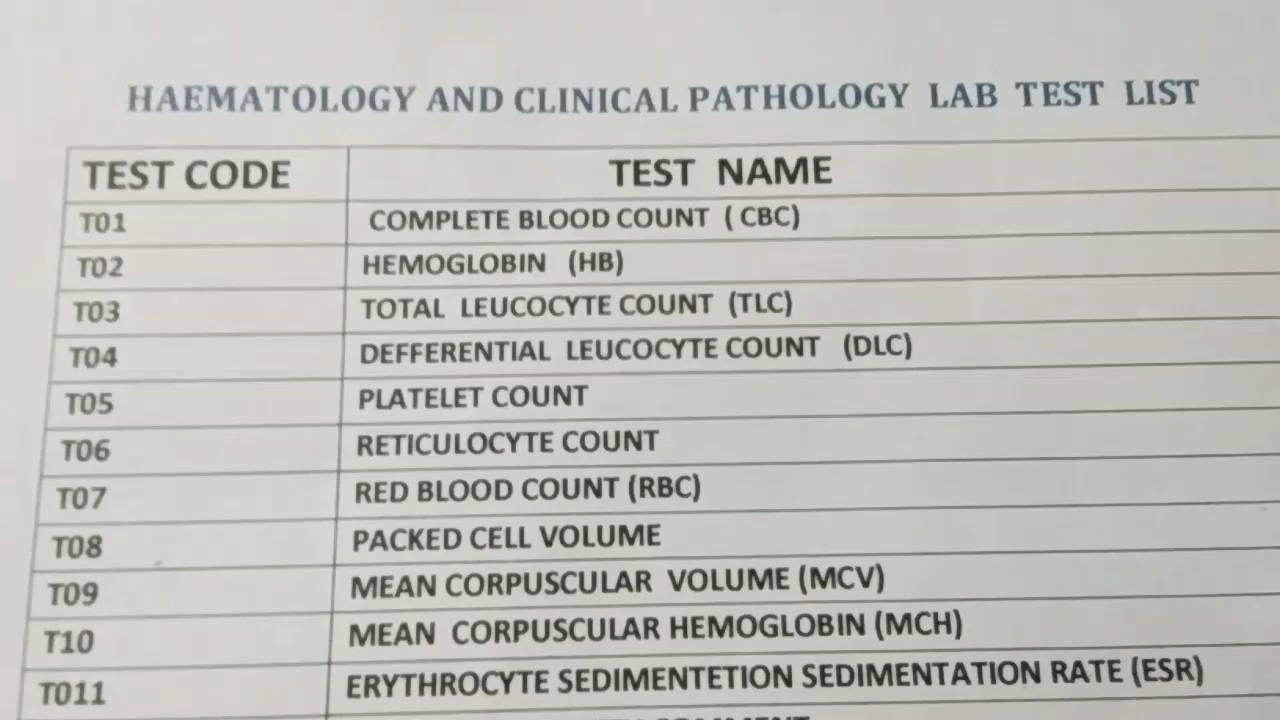 HAEMATOLOGY AND CLINICAL PATHOLOGY LAB TEST LIST
TEST CODE TEST NAME
T01 COMPLETE BLOOD COUNT ( CBC)
T02 HEMOGLOBIN (HB)
T03 TOTAL LEUCOCYTE COUNT (TLC)
T04 DEFFERENTIAL LEUCOCYTE COUNT (DLC)
T05 PLATELET COUNT
T06 RETICULOCYTE COUNT
T07 RED BLOOD COUNT (RBC)
T08 PACKED CELL VOLUME
T09 MEAN CORPUSCULAR VOLUME (MCV)
T10 MEAN CORPUSCULAR HEMOGLOBIN (MCH)
T011 ERYTHROCYTE SEDIMENTETION SEDIMENTATION RATE (ESR)